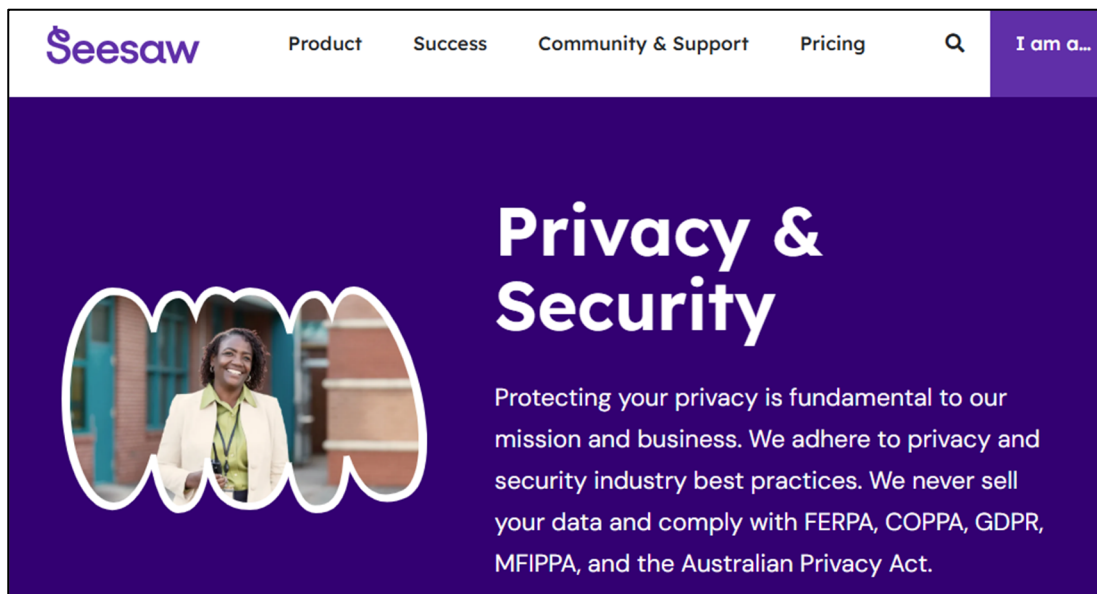 Seesaw
Product Success Community & Support Pricing I am a...
Privacy &
Security
Protecting your privacy is fundamental to our
mission and business. We adhere to privacy and
security industry best practices. We never sell
your data and comply with FERPA, COPPA, GDPR,
MFIPPA, and the Australian Privacy Act.